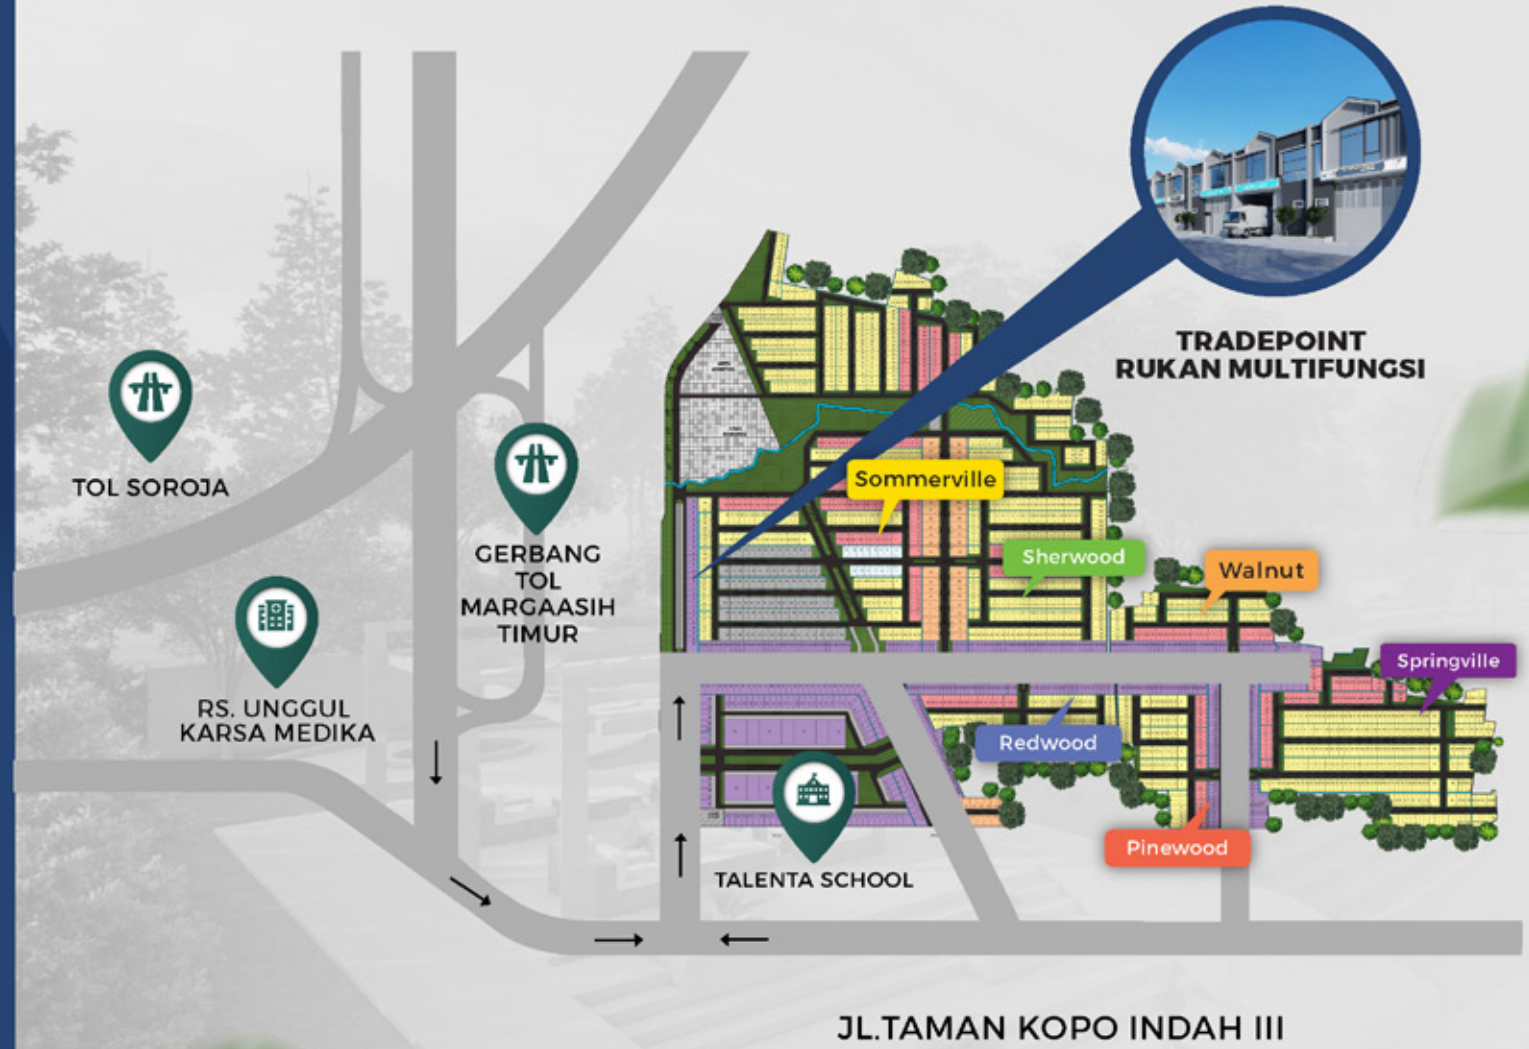 TRADEPOINT
RUKAN MULTIFUNGSI
TOL SOROJA
Sommerville
GERBANG
TOL
MARGAASIH
TIMUR
Sherwood
Walnut
Springville
RS. UNGGUL
KARSA MEDIKA
Redwood
Pinewood
TALENTA SCHOOL
JL.TAMAN KOPO INDAH III